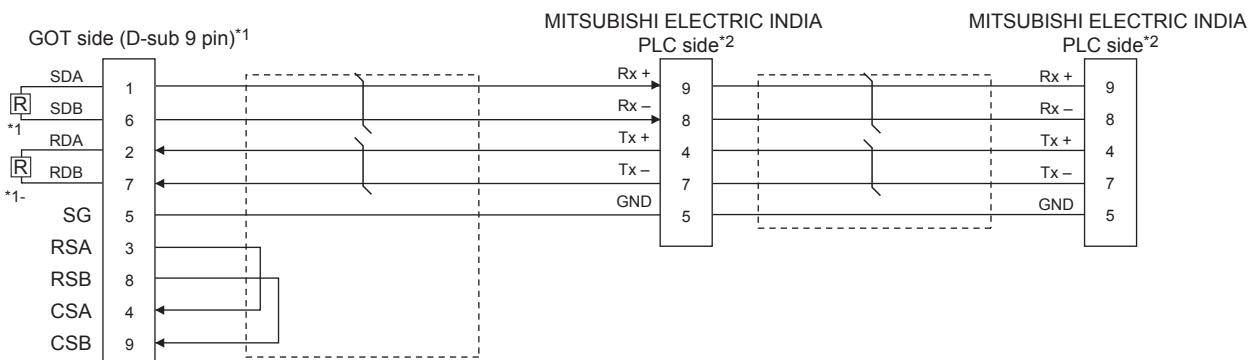 GOT side (D-sub 9 pin)*1
MITSUBISHI ELECTRIC INDIA
PLC side*2
MITSUBISHI ELECTRIC INDIA
PLC side*2
SDA 1 Rx + 9 Rx + 9
R
*1
SDB 6 Rx – 8 Rx – 8
RDA 2 Tx + 4 Tx + 4
R
*1-
RDB 7 Tx – 7 Tx – 7
SG 5 GND 5 GND 5
RSA 3
RSB 8
CSA 4
CSB 9